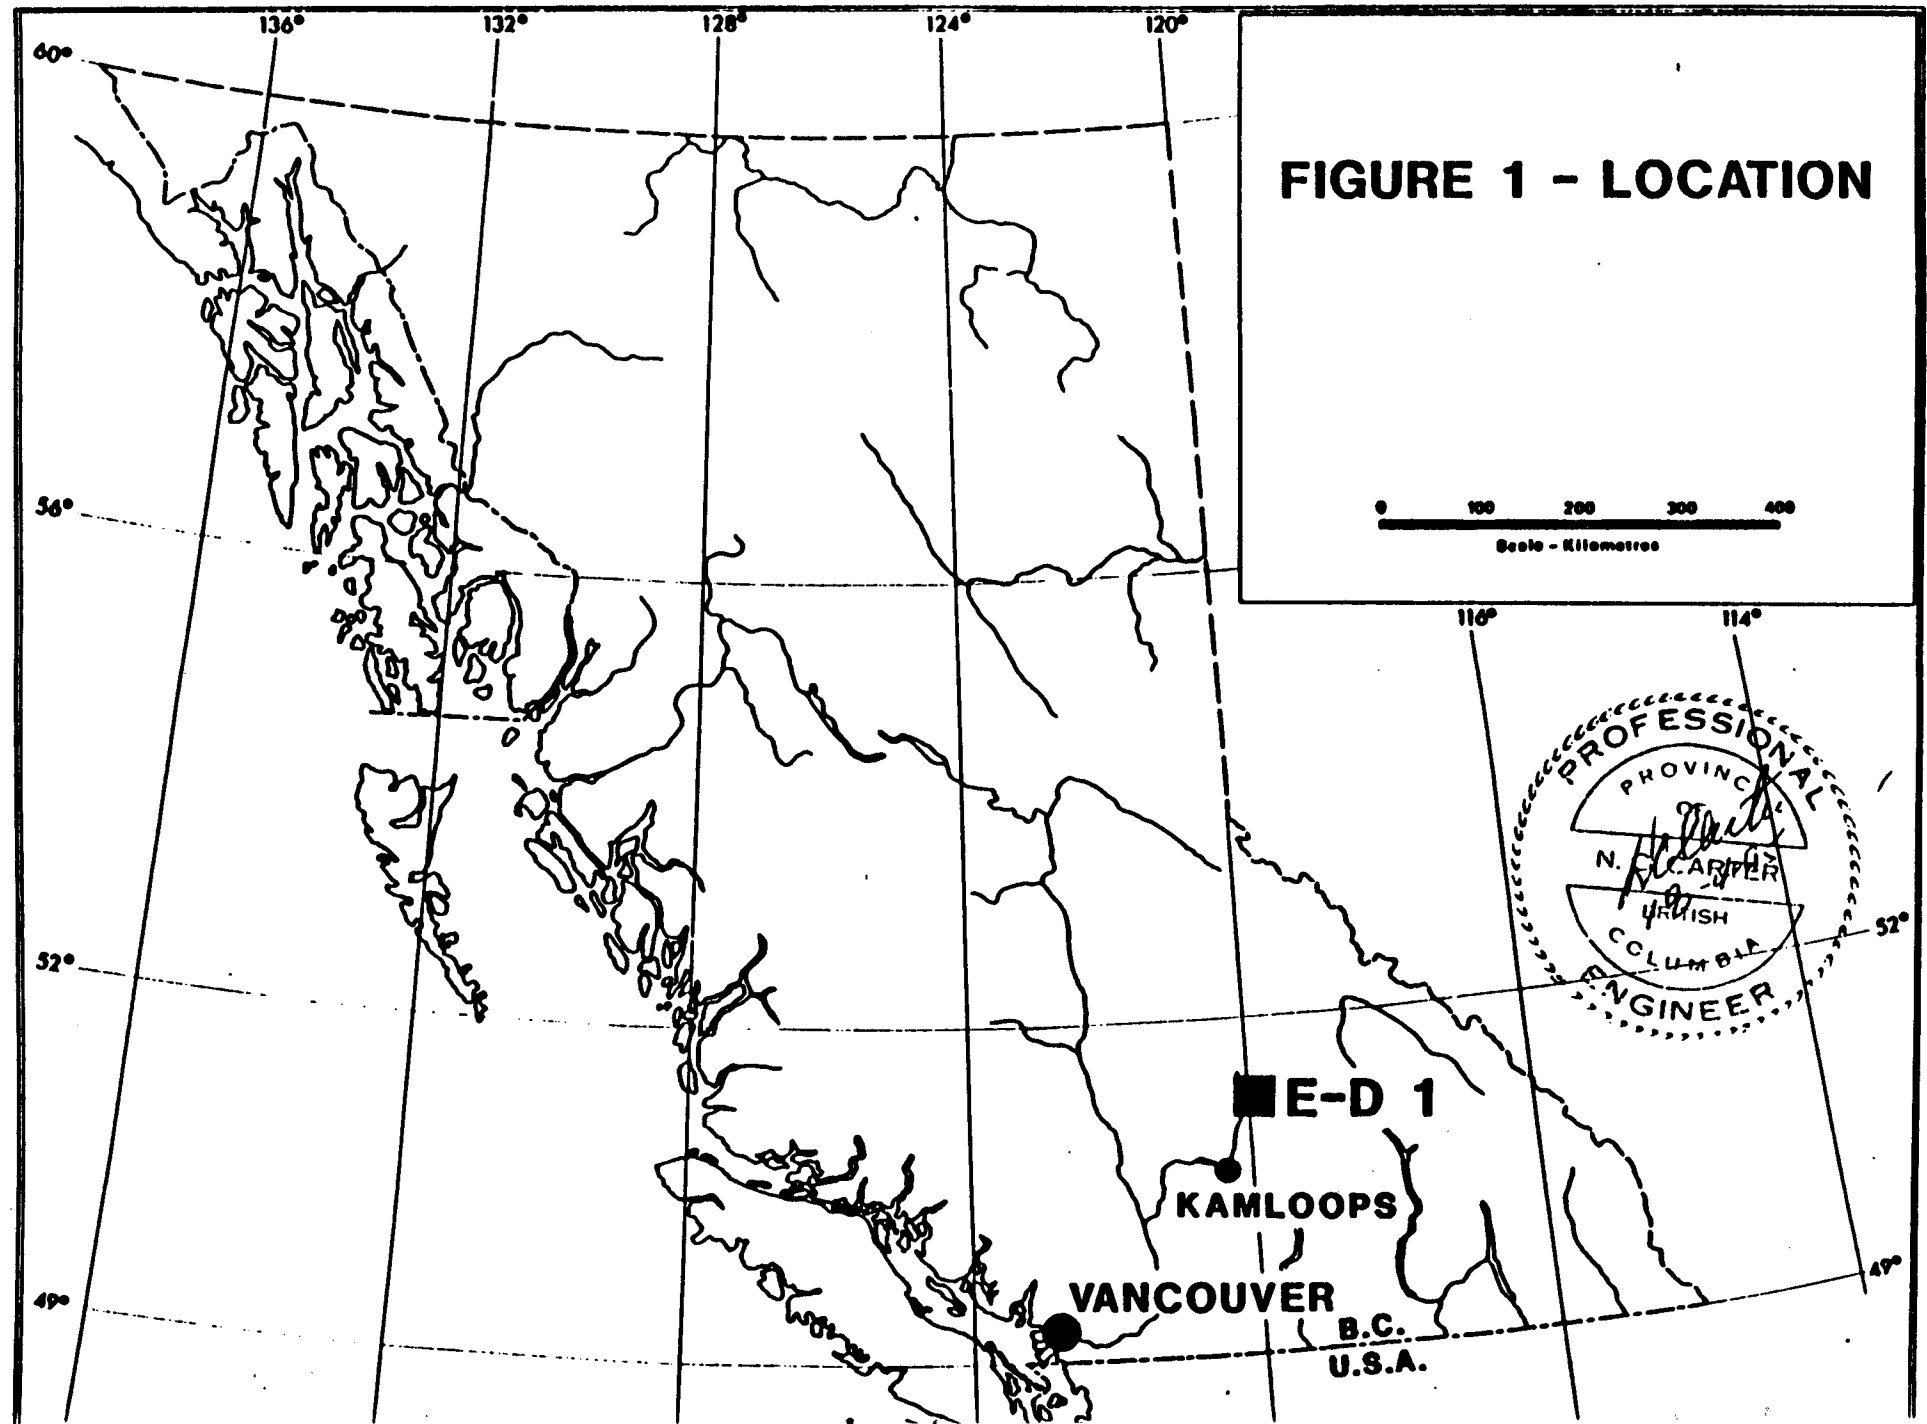 136° 132° 128° 124° 120°
60°
FIGURE 1 - LOCATION
56°
0 100 200 300 400
Scale - Kilometres
116° 114°
PROFESSIONAL
PROVINCE
OF
N. C. CARTER
BRITISH
COLUMBIA
ENGINEER
52°
52°
E-D 1
KAMLOOPS
49°
VANCOUVER
49°
B.C.
U.S.A.